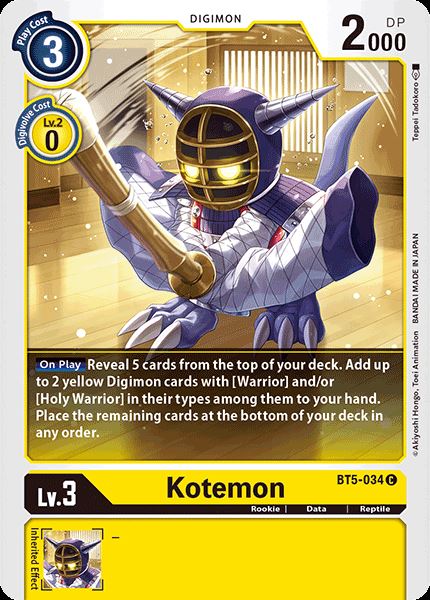 Play Cost
3
DIGIMON
DP
2000
Digivolve Cost
Lv.2
0
Teppei Tadokoro
©Akiyoshi Hongo, Toei Animation BANDAI MADE IN JAPAN
On Play Reveal 5 cards from the top of your deck. Add up
to 2 yellow Digimon cards with [Warrior] and/or
[Holy Warrior] in their types among them to your hand.
Place the remaining cards at the bottom of your deck in
any order.
Lv.3
Kotemon
BT5-034 C
Rookie | Data | Reptile
Inherited Effect
–